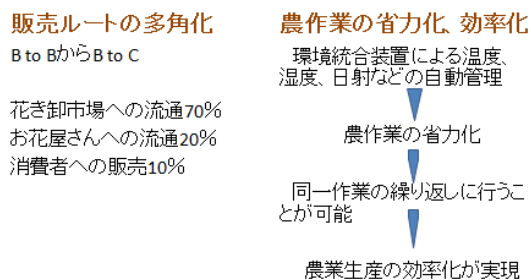 販売ルートの多角化
B to BからB to C
花き卸市場への流通70%
お花屋さんへの流通20%
消費者への販売10%
農作業の省力化、効率化
環境統合装置による温度、
湿度、日射などの自動管理
農作業の省力化
同一作業の繰り返しに行うこ
とが可能
農業生産の効率化が実現